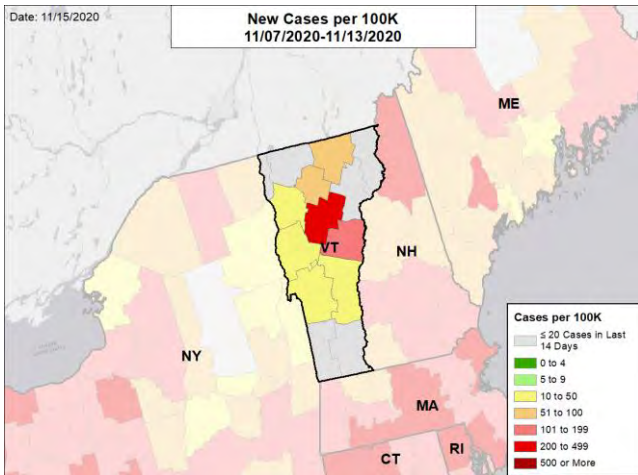 Date: 11/15/2020
New Cases per 100K
11/07/2020-11/13/2020
ME
VT
NH
NY
MA
CT
RI
Cases per 100K
≤ 20 Cases in Last
14 Days
0 to 4
5 to 9
10 to 50
51 to 100
101 to 199
200 to 499
500 or More